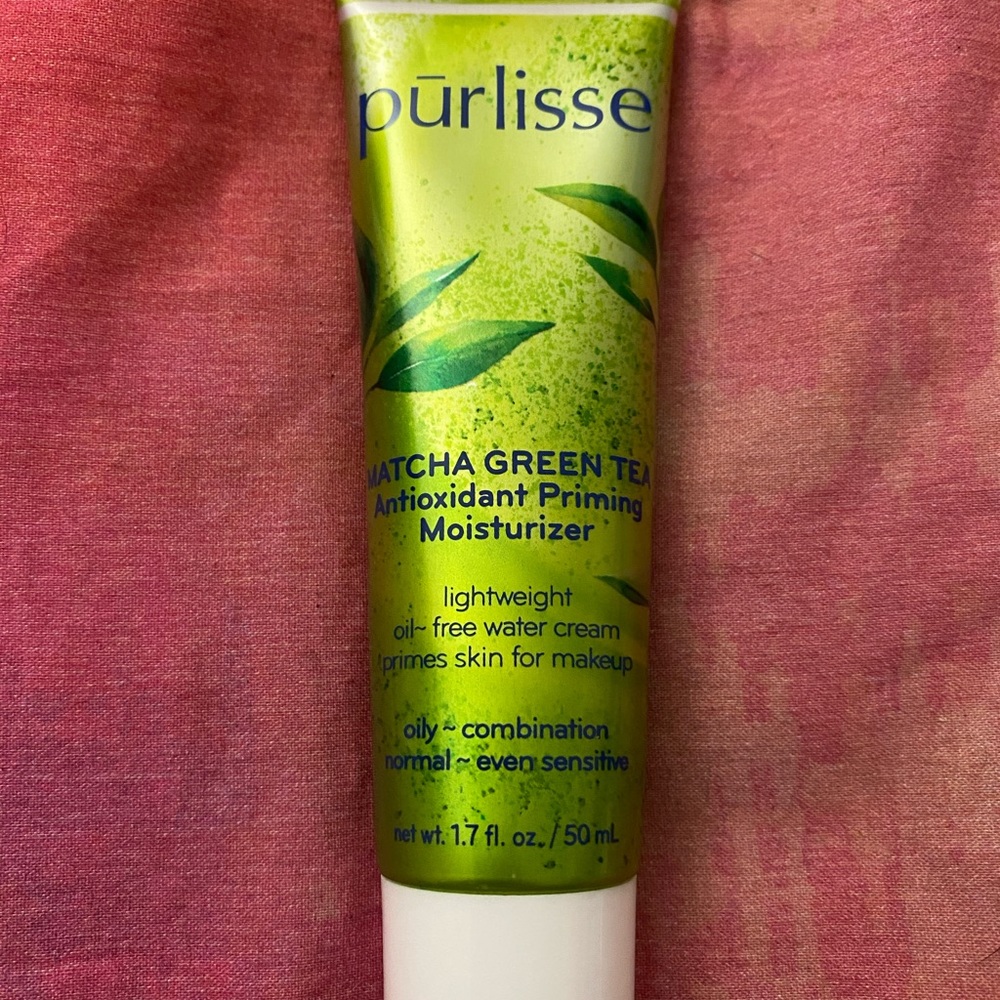 pūrlisse
MATCHA GREEN TEA
Antioxidant Priming
Moisturizer
lightweight
oil~ free water cream
primes skin for makeup
oily ~ combination
normal ~ even sensitive
net wt. 1.7 fl. oz. / 50 mL